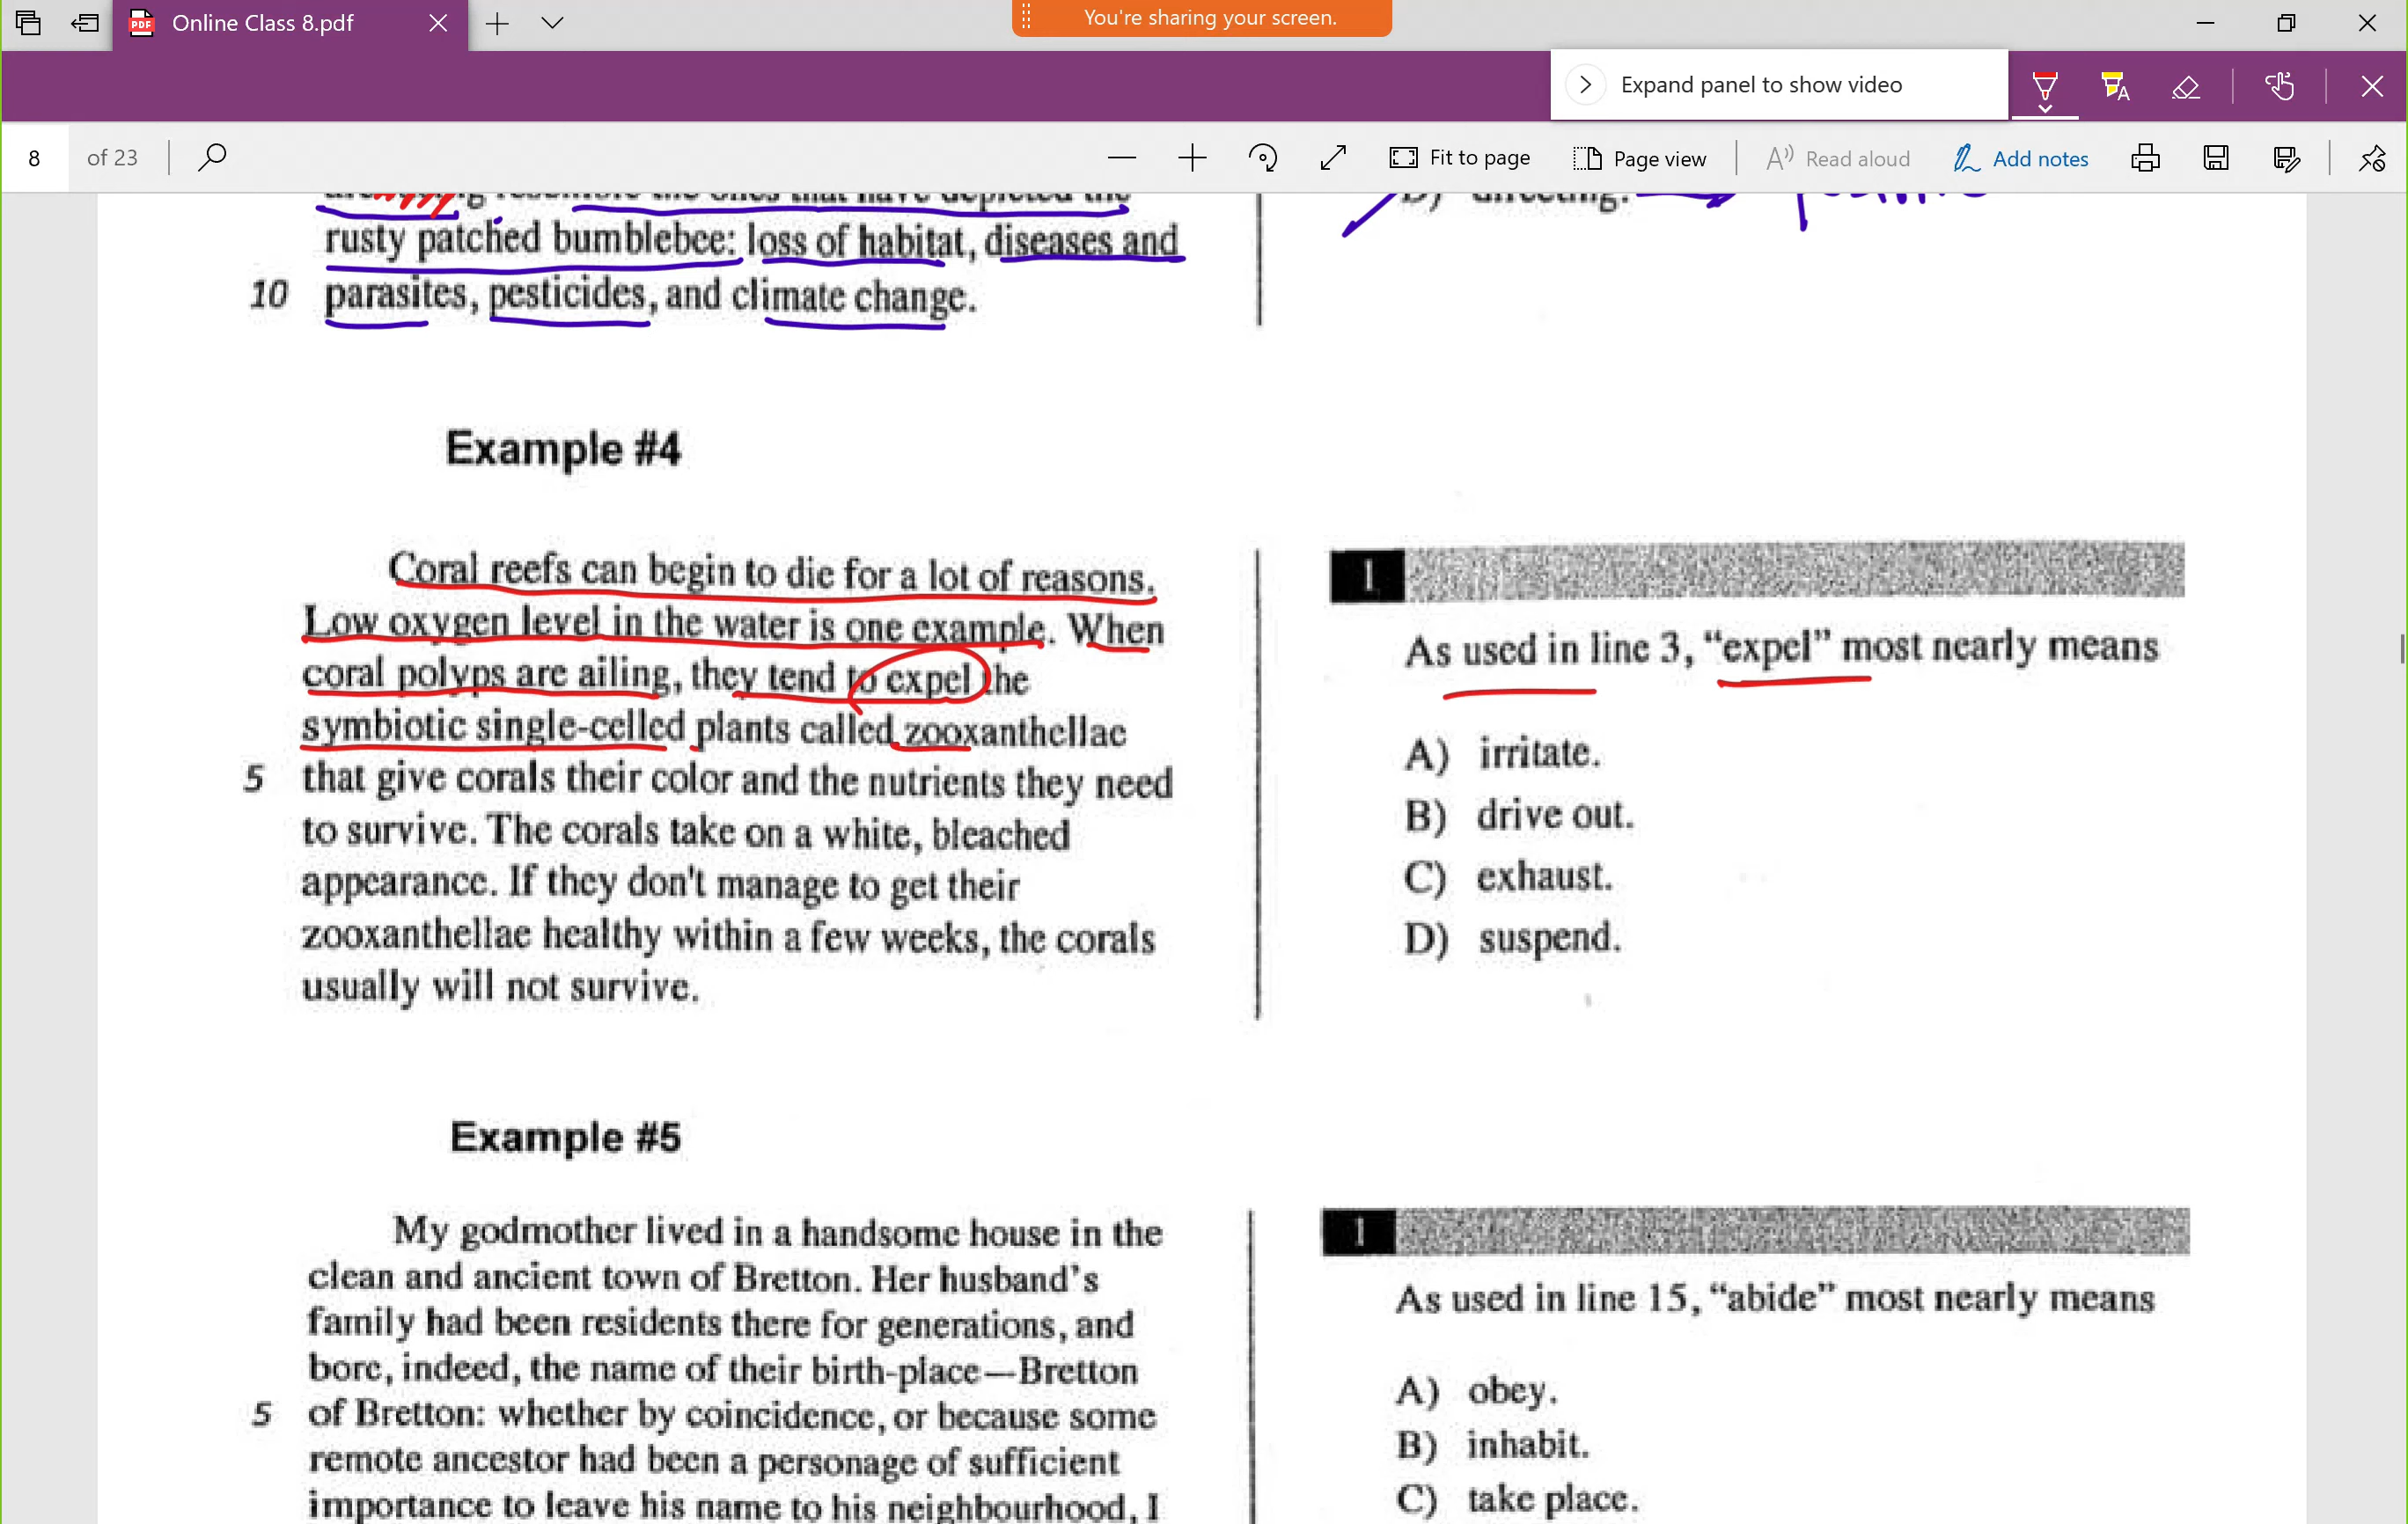 Online Class 8.pdf
You're sharing your screen.
Expand panel to show video
8 of 23
Fit to page
Page view
Read aloud
Add notes
resemble the ones that have depicted the
rusty patched bumblebee: loss of habitat, diseases and
10 parasites, pesticides, and climate change.
D) affecting.
Example #4
Coral reefs can begin to die for a lot of reasons.
Low oxygen level in the water is one example. When
coral polyps are ailing, they tend to expel the
symbiotic single-celled plants called zooxanthellae
5 that give corals their color and the nutrients they need
to survive. The corals take on a white, bleached
appearance. If they don't manage to get their
zooxanthellae healthy within a few weeks, the corals
usually will not survive.
1
As used in line 3, “expel” most nearly means
A) irritate.
B) drive out.
C) exhaust.
D) suspend.
Example #5
My godmother lived in a handsome house in the
clean and ancient town of Bretton. Her husband’s
family had been residents there for generations, and
bore, indeed, the name of their birth-place—Bretton
5 of Bretton: whether by coincidence, or because some
remote ancestor had been a personage of sufficient
importance to leave his name to his neighbourhood, I
1
As used in line 15, “abide” most nearly means
A) obey.
B) inhabit.
C) take place.